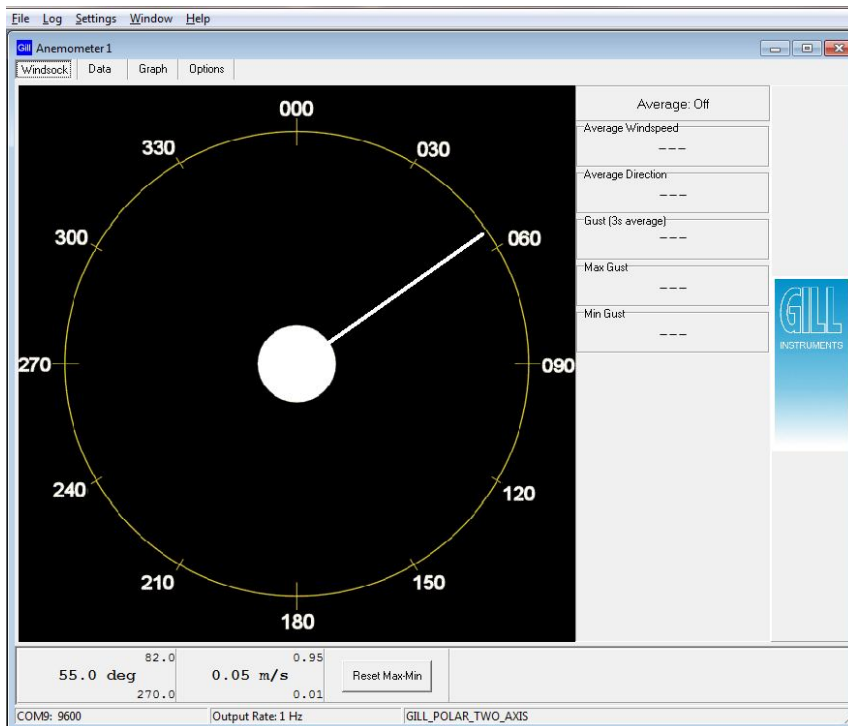 File Log Settings Window Help
Gill Anemometer 1
Windsock Data Graph Options
000
030
060
090
120
150
180
210
240
270
300
330
Average: Off
Average Windspeed
---
Average Direction
---
Gust (3s average)
---
Max Gust
---
Min Gust
---
GILL
INSTRUMENTS
82.0
55.0 deg
270.0
0.95
0.05 m/s
0.01
Reset Max-Min
COM9: 9600 Output Rate: 1 Hz GILL_POLAR_TWO_AXIS